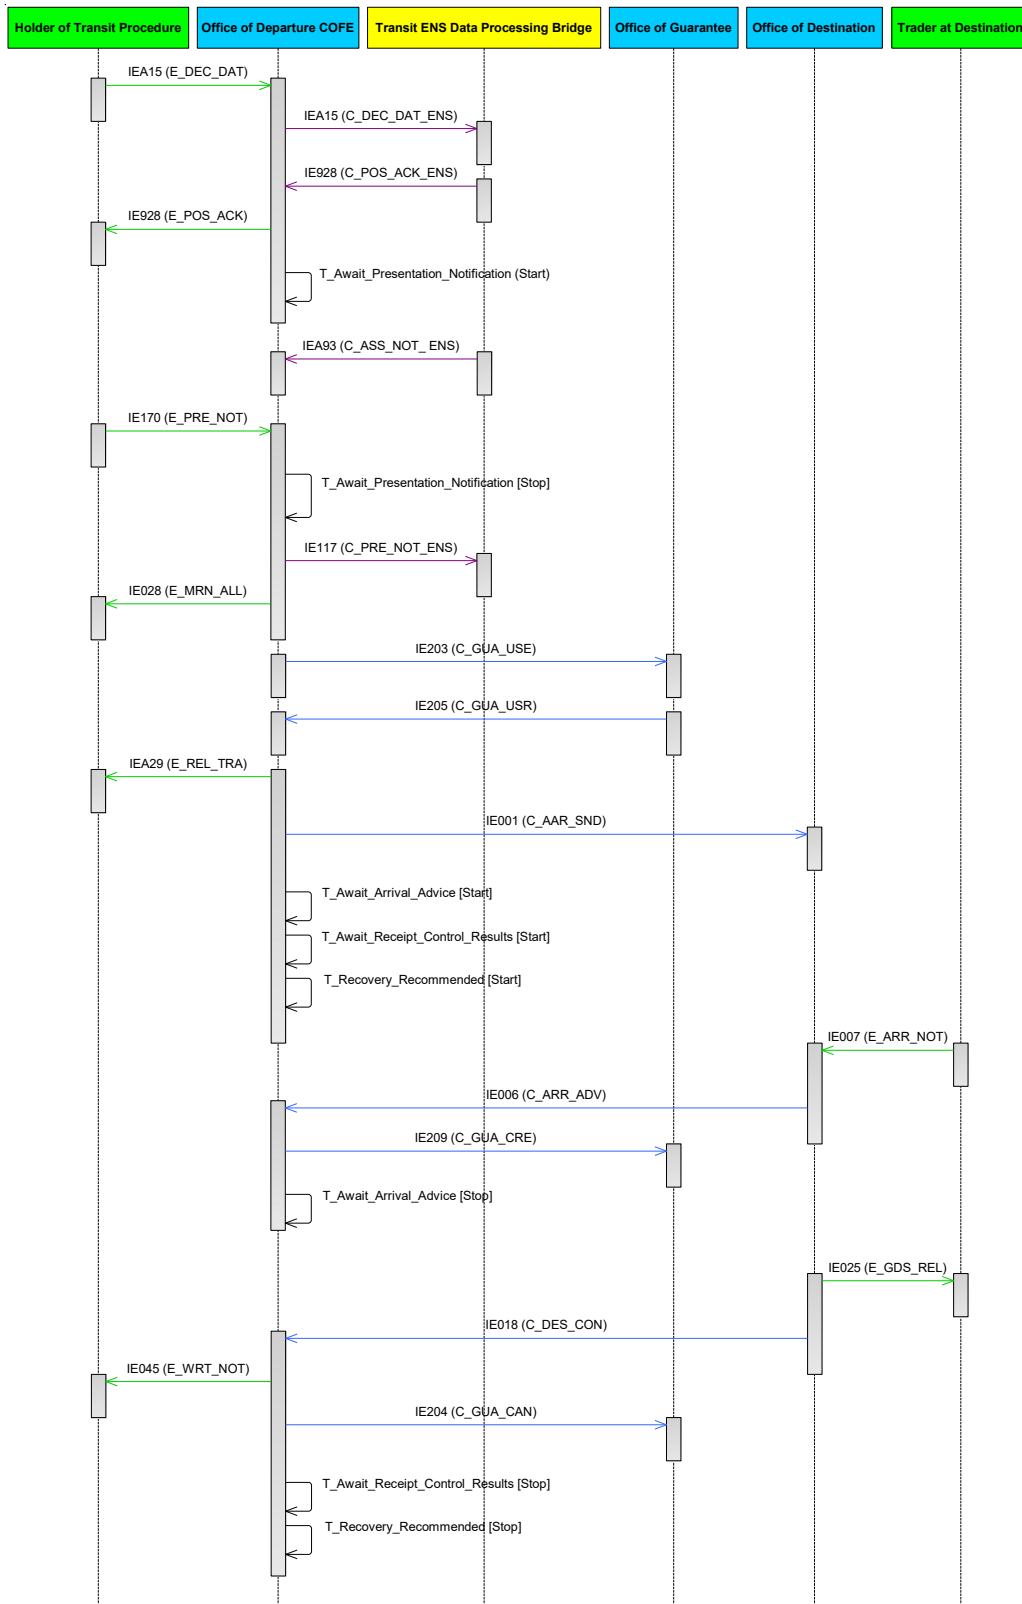 Holder of Transit Procedure Office of Departure COFE Transit ENS Data Processing Bridge Office of Guarantee Office of Destination Trader at Destination
IEA15 (E_DEC_DAT)
IEA15 (C_DEC_DAT_ENS)
IE928 (C_POS_ACK_ENS)
IE928 (E_POS_ACK)
T_Await_Presentation_Notification (Start)
IEA93 (C_ASS_NOT_ ENS)
IE170 (E_PRE_NOT)
T_Await_Presentation_Notification [Stop]
IE117 (C_PRE_NOT_ENS)
IE028 (E_MRN_ALL)
IE203 (C_GUA_USE)
IE205 (C_GUA_USR)
IEA29 (E_REL_TRA)
IE001 (C_AAR_SND)
T_Await_Arrival_Advice [Start]
T_Await_Receipt_Control_Results [Start]
T_Recovery_Recommended [Start]
IE007 (E_ARR_NOT)
IE006 (C_ARR_ADV)
IE209 (C_GUA_CRE)
T_Await_Arrival_Advice [Stop]
IE025 (E_GDS_REL)
IE018 (C_DES_CON)
IE045 (E_WRT_NOT)
IE204 (C_GUA_CAN)
T_Await_Receipt_Control_Results [Stop]
T_Recovery_Recommended [Stop]